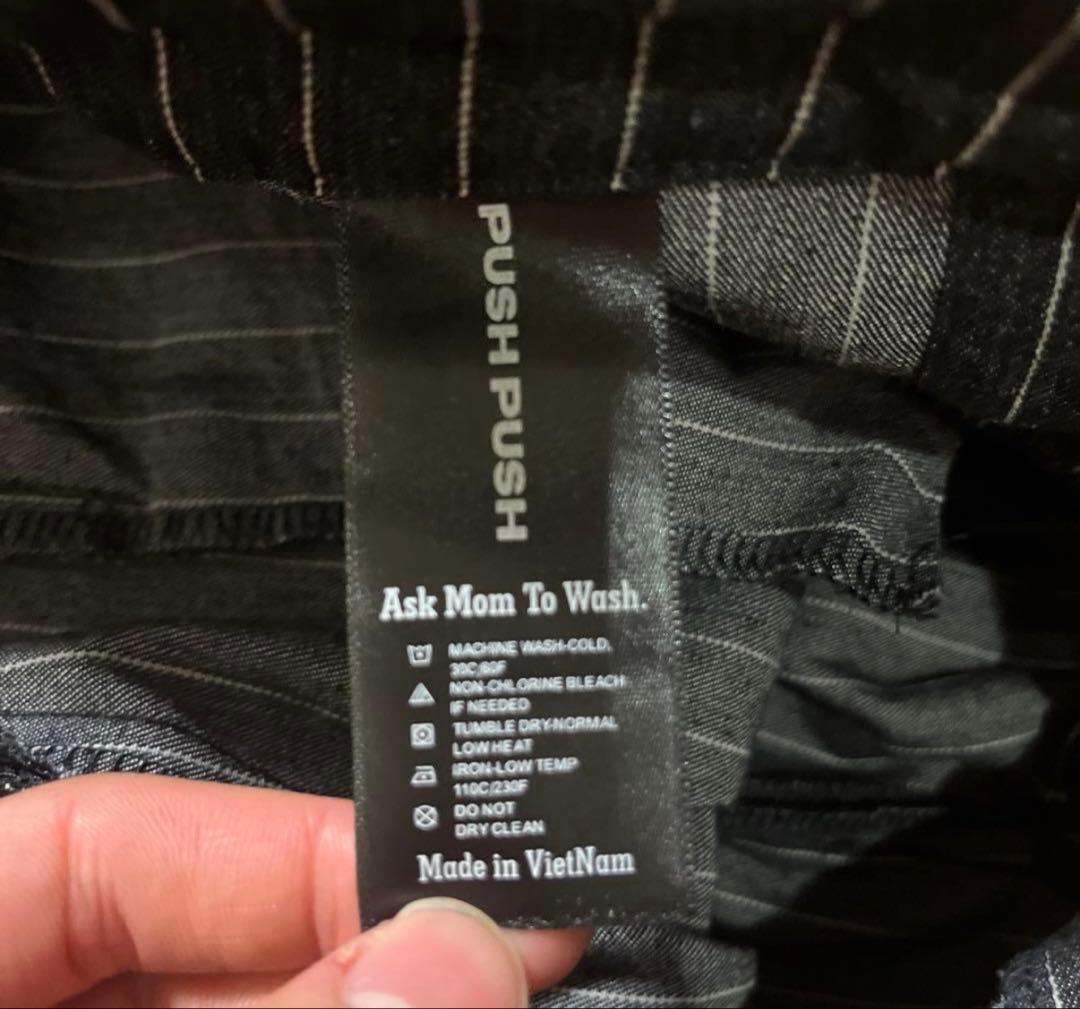 PUSH PUSH
Ask Mom To Wash.
MACHINE WASH-COLD,
30C/80F
NON-CHLORINE BLEACH
IF NEEDED
TUMBLE DRY-NORMAL
LOW HEAT
IRON-LOW TEMP
110C/230F
DO NOT
DRY CLEAN
Made in VietNam